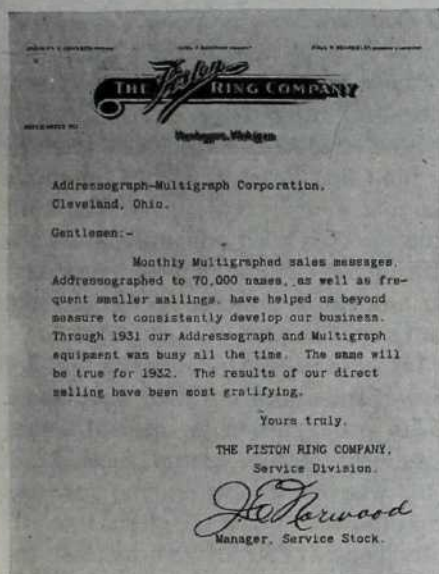 THE Piston RING COMPANY
Muskegon, Michigan
Addressograph-Multigraph Corporation,
Cleveland, Ohio.
Gentlemen:-
Monthly Multigraphed sales messages,
Addressographed to 70,000 names, as well as fre-
quent smaller mailings, have helped us beyond
measure to consistently develop our business.
Through 1931 our Addressograph and Multigraph
equipment was busy all the time. The same will
be true for 1932. The results of our direct
selling have been most gratifying.
Yours truly,
THE PISTON RING COMPANY,
Service Division.
J.E. Norwood
Manager, Service Stock.